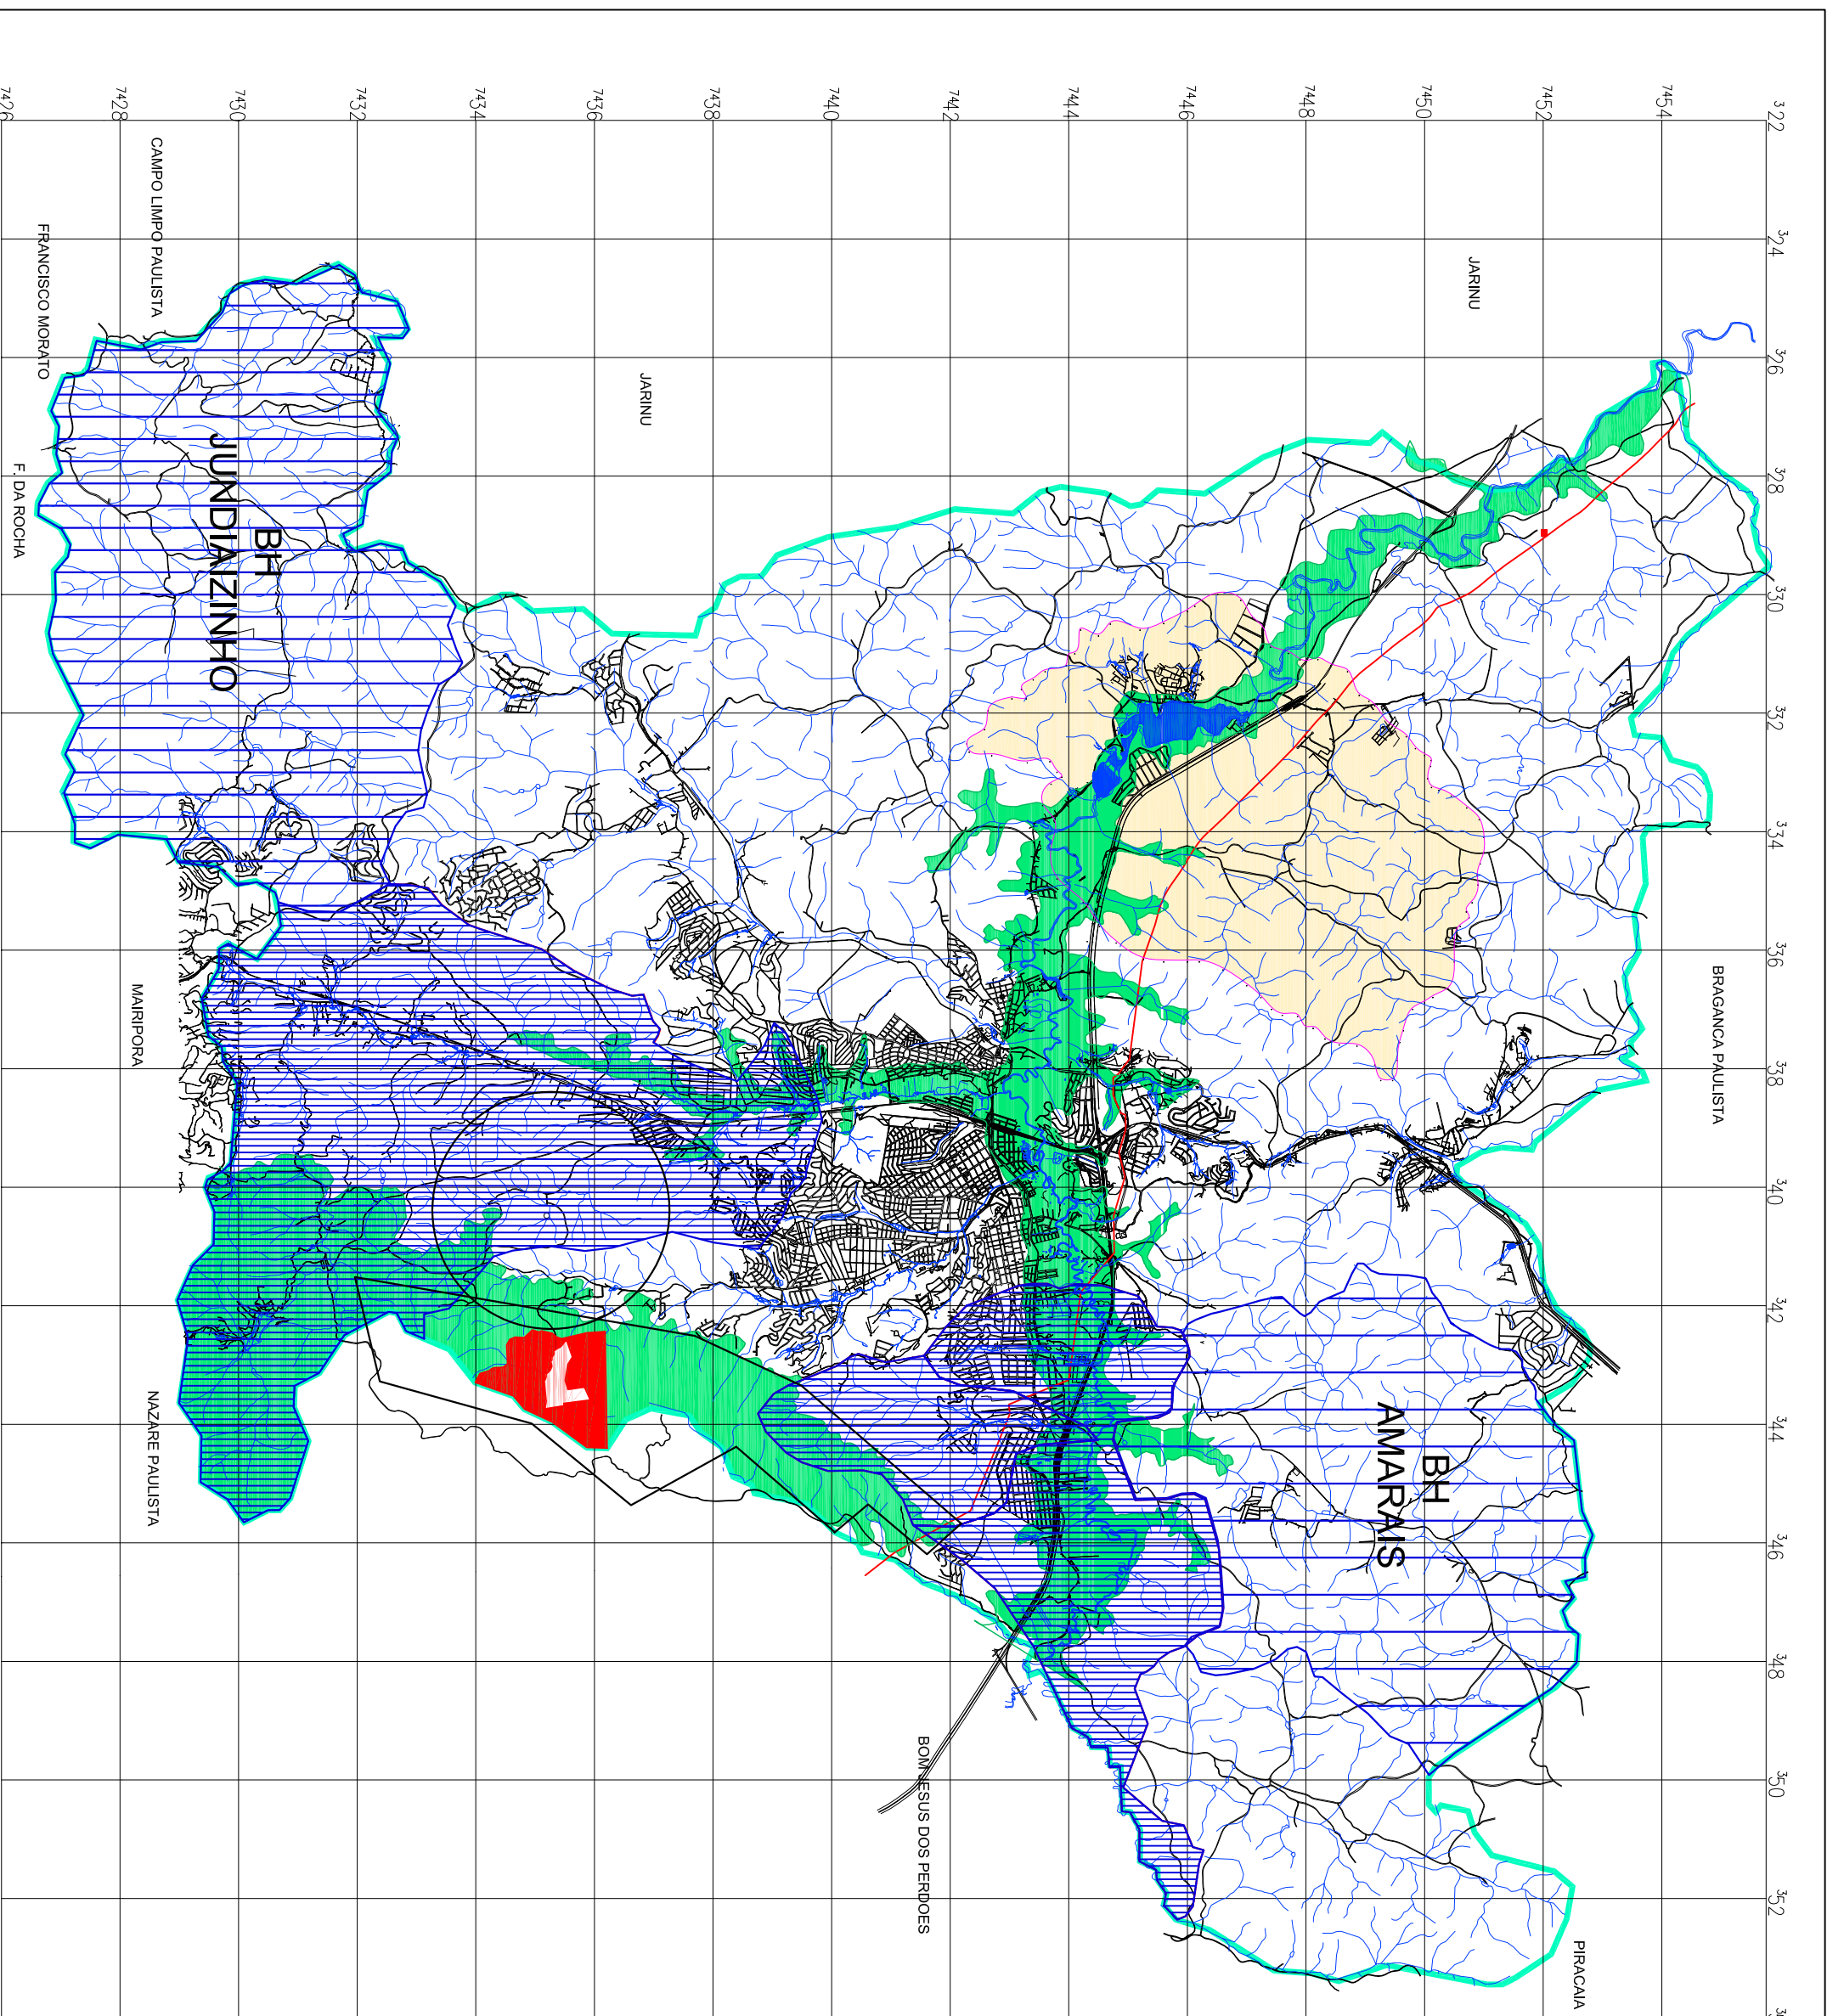 7426
7428
7430
7432
7434
7436
7438
7440
7442
7444
7446
7448
7450
7452
7454
322
324
326
328
330
332
334
336
338
340
342
344
346
348
350
352
CAMPO LIMPO PAULISTA
FRANCISCO MORATO
F. DA ROCHA
JARINU
JARINU
BH
JUNDIAIZINHO
MAIRIPORA
NAZARE PAULISTA
BRAGANCA PAULISTA
BH
AMARAIS
BOM JESUS DOS PERDOES
PIRACAIA